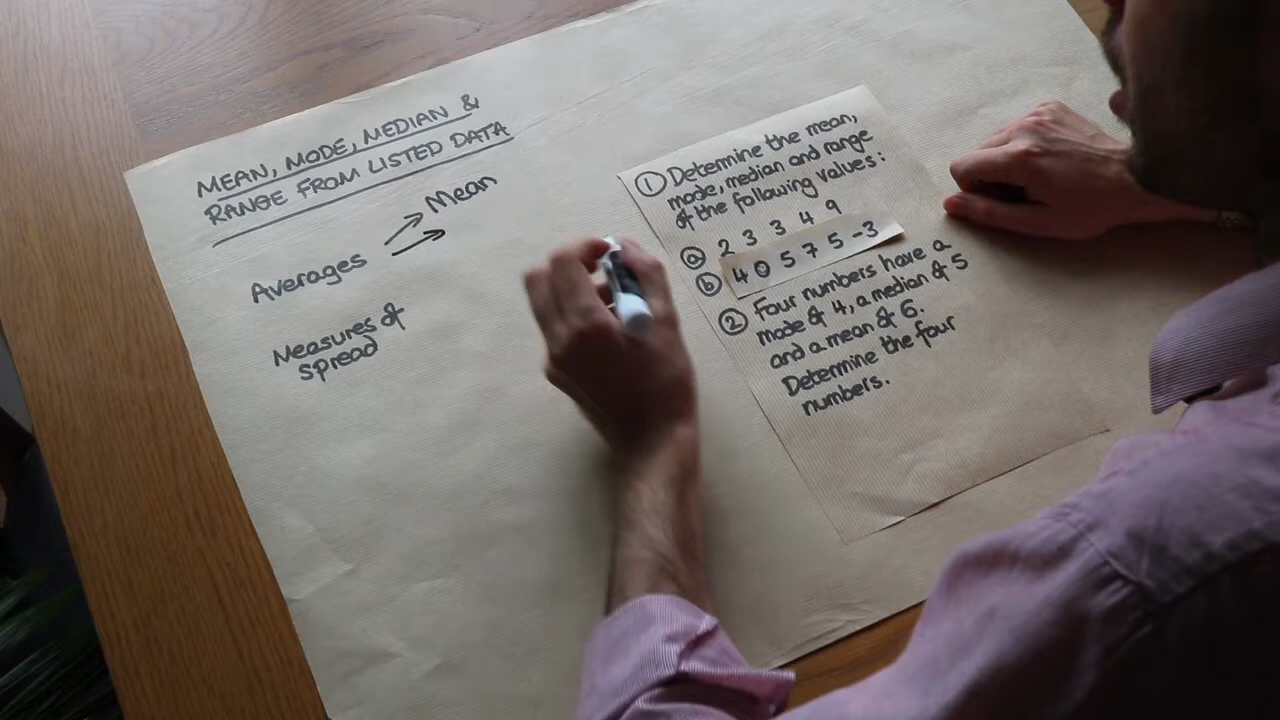 MEAN, MODE, MEDIAN &
RANGE FROM LISTED DATA
Averages → Mean
→
Measures of
spread
① Determine the mean,
mode, median and range
of the following values:
ⓐ 2 3 3 4 9
ⓑ 4 0 5 7 5 -3
② Four numbers have a
mode of 4, a median of 5
and a mean of 6.
Determine the four
numbers.